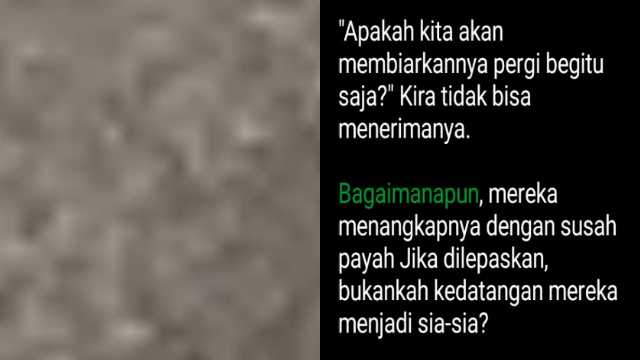 "Apakah kita akan
membiarkannya pergi begitu
saja?" Kira tidak bisa
menerimanya.
Bagaimanapun, mereka
menangkapnya dengan susah
payah Jika dilepaskan,
bukankah kedatangan mereka
menjadi sia-sia?